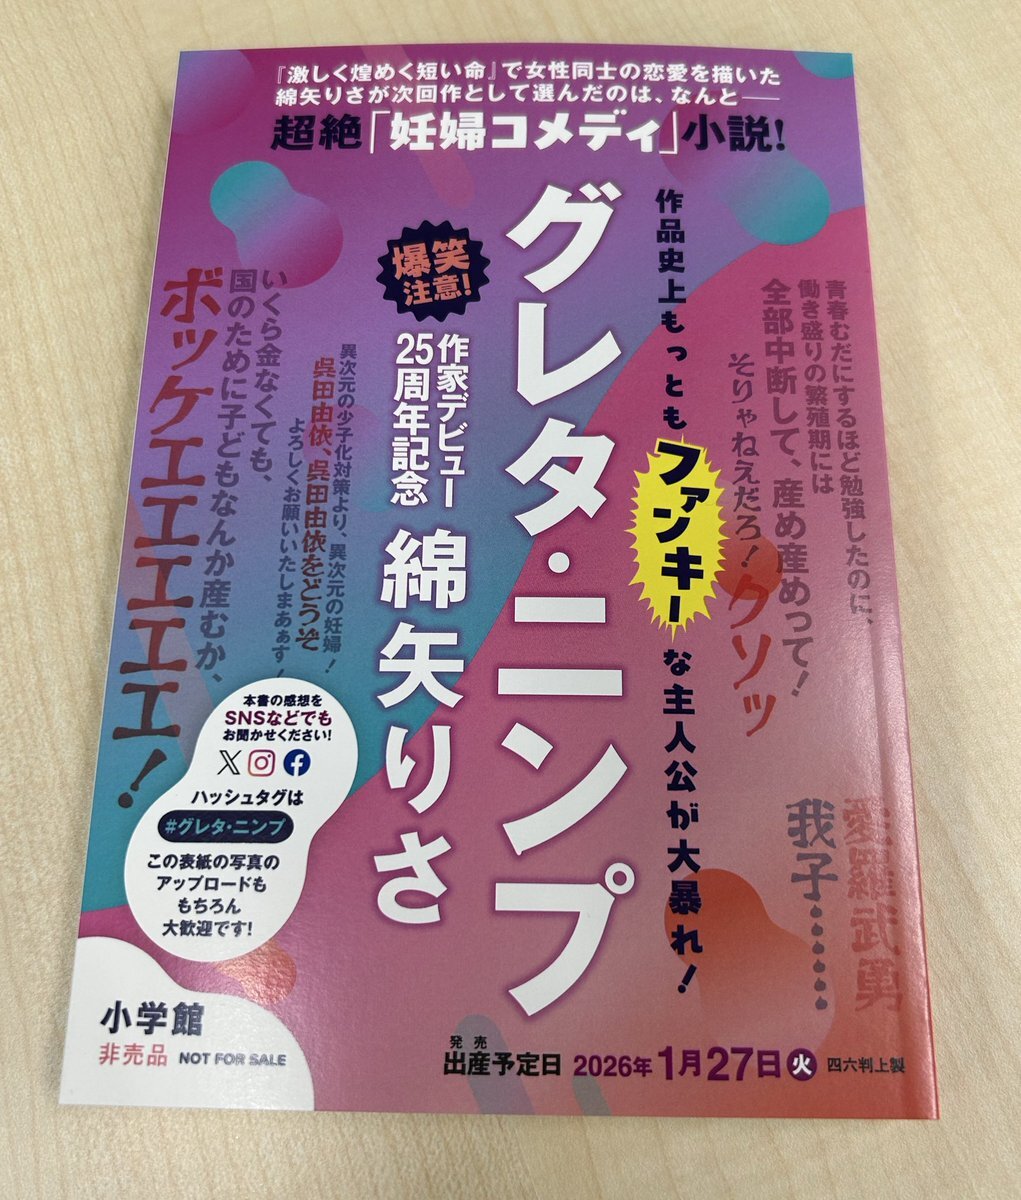 『激しく煌めく短い命』で女性同士の恋愛を描いた
綿矢りさが次回作として選んだのは、なんと──
超絶「妊婦コメディ」小説!
青春むだにするほど勉強したのに、
働き盛りの繁殖期には
全部中断して、産め産めって!
そりゃねえだろ!クソッ
愛羅武勇
我子……
作品史上もっともファンキーな主人公が大暴れ!
グレタ・ニンプ
爆笑
注意!
作家デビュー
25周年記念
綿矢りさ
異次元の少子化対策より、異次元の妊婦!
呉田由依、呉田由依をどうぞ
よろしくお願いいたしまあぁす!
いくら金なくても、
国のために子どもなんか産むか、
ボッケエエエエエエ!
本書の感想を
SNSなどでも
お聞かせください!
ハッシュタグは
#グレタ・ニンプ
この表紙の写真の
アップロードも
もちろん
大歓迎です!
小学館
非売品 NOT FOR SALE
発売
出産予定日 2026年1月27日火 四六判上製